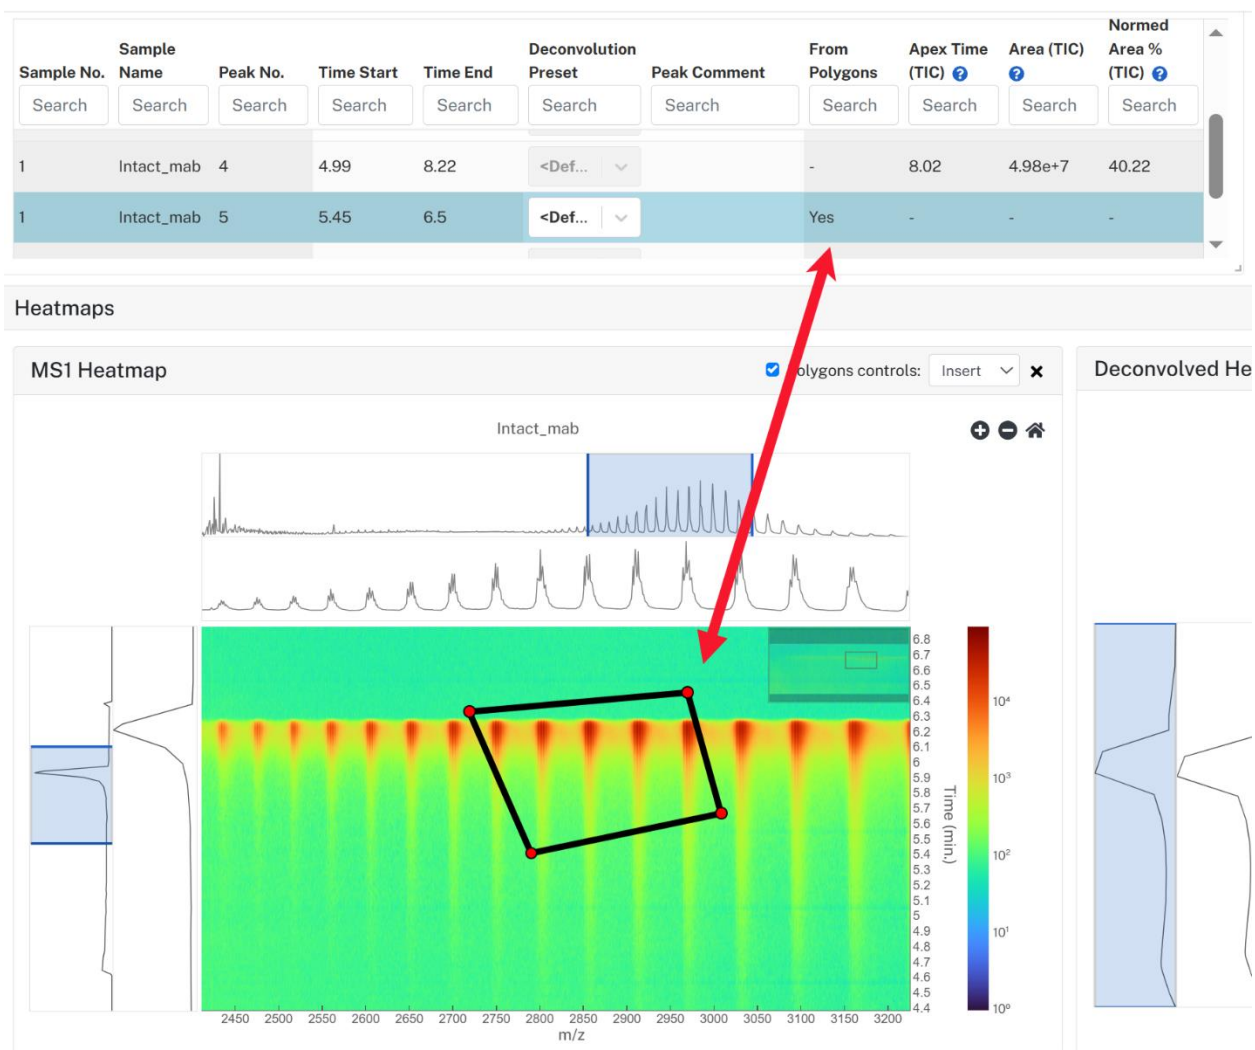 Normed
Sample Deconvolution From Apex Time Area (TIC) Area %
Sample No. Name Peak No. Time Start Time End Preset Peak Comment Polygons (TIC) ? ? (TIC) ?
Search Search Search Search Search Search Search Search Search Search Search
1 Intact_mab 4 4.99 8.22 <Def... - 8.02 4.98e+7 40.22
1 Intact_mab 5 5.45 6.5 <Def... Yes - - -
Heatmaps
MS1 Heatmap
olygons controls: Insert
Deconvolved He
Intact_mab
6.8
6.7
6.6
6.5
6.4
6.3
6.2
6.1
6
5.9
5.8
5.7
5.6
5.5
5.4
5.3
5.2
5.1
5
4.9
4.8
4.7
4.6
4.5
4.4
Time (min.)
10⁴
10³
10²
10¹
10⁰
2450 2500 2550 2600 2650 2700 2750 2800 2850 2900 2950 3000 3050 3100 3150 3200
m/z